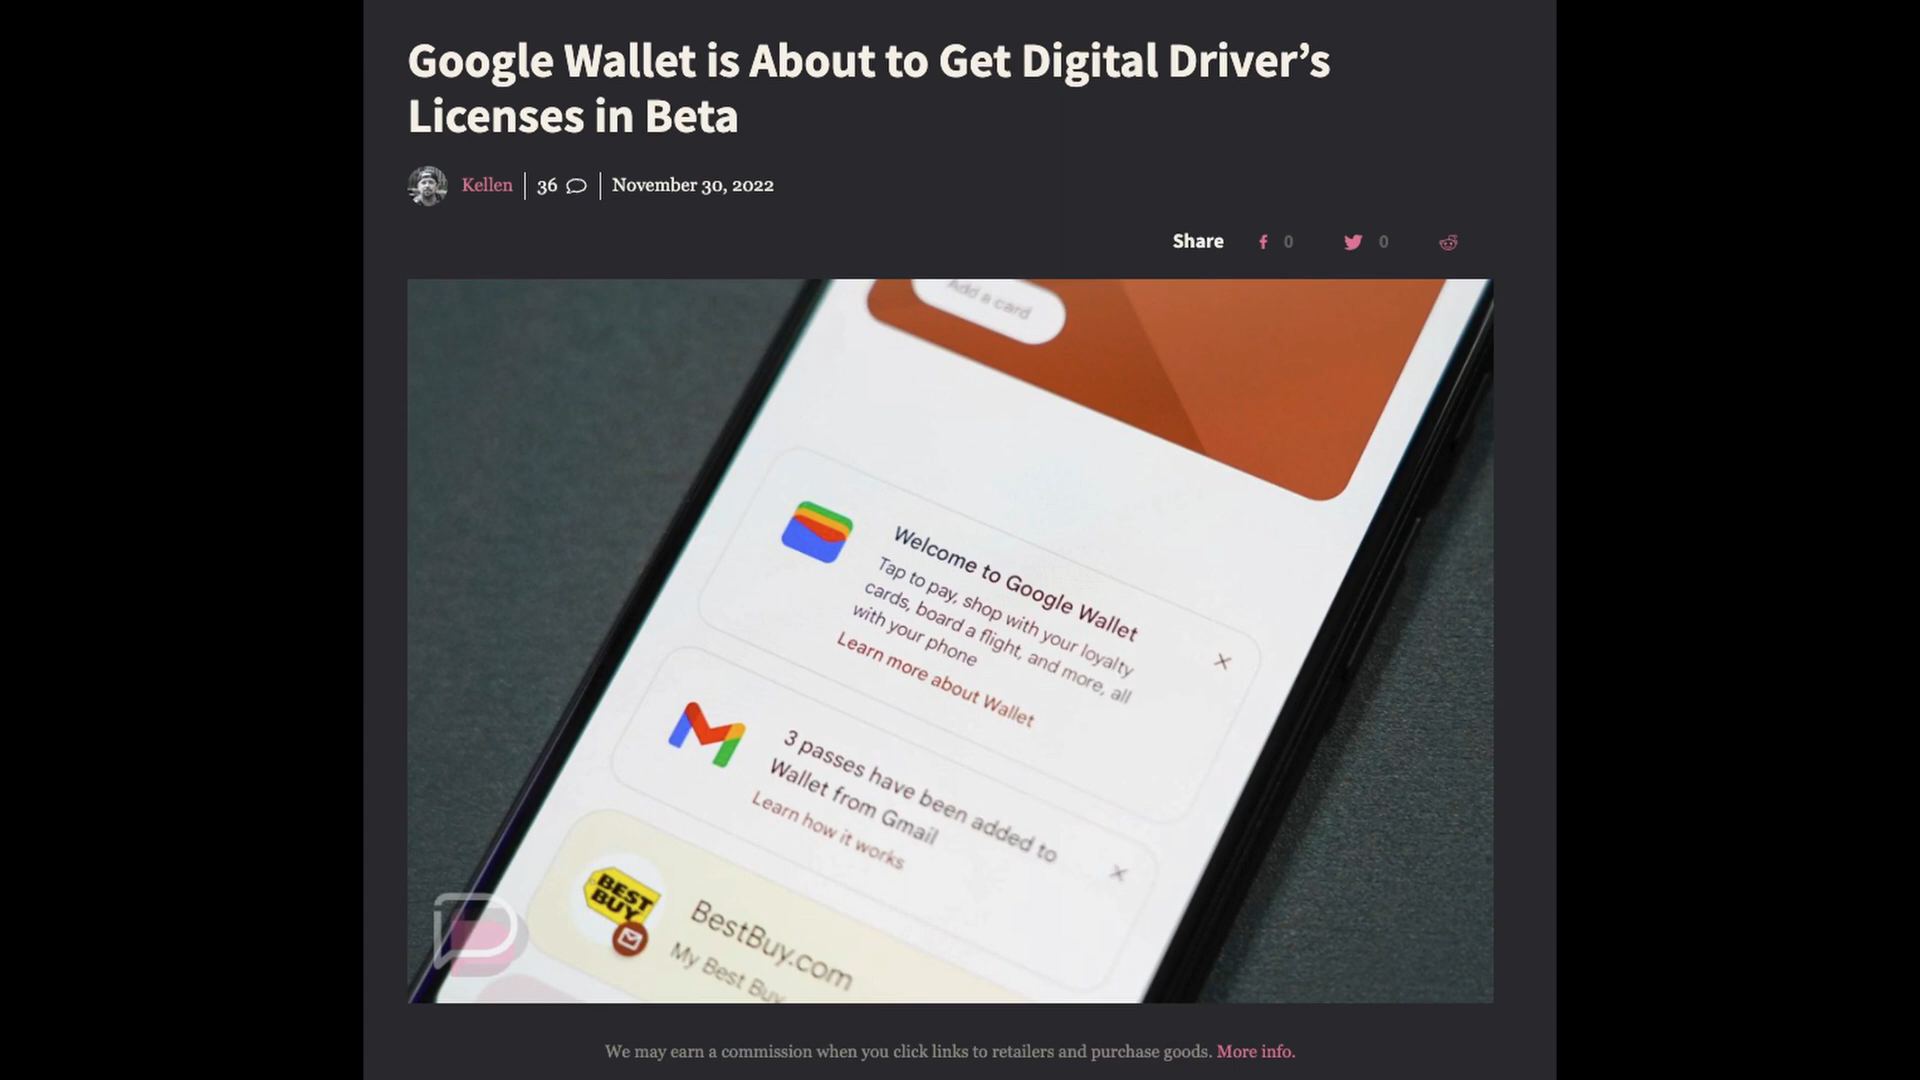 Google Wallet is About to Get Digital Driver’s
Licenses in Beta
Kellen
36
November 30, 2022
Share
0
0
Add a card
Welcome to Google Wallet
Tap to pay, shop with your loyalty
cards, board a flight, and more, all
with your phone
Learn more about Wallet
3 passes have been added to
Wallet from Gmail
Learn how it works
BEST
BUY
BestBuy.com
My Best Buy
We may earn a commission when you click links to retailers and purchase goods. More info.